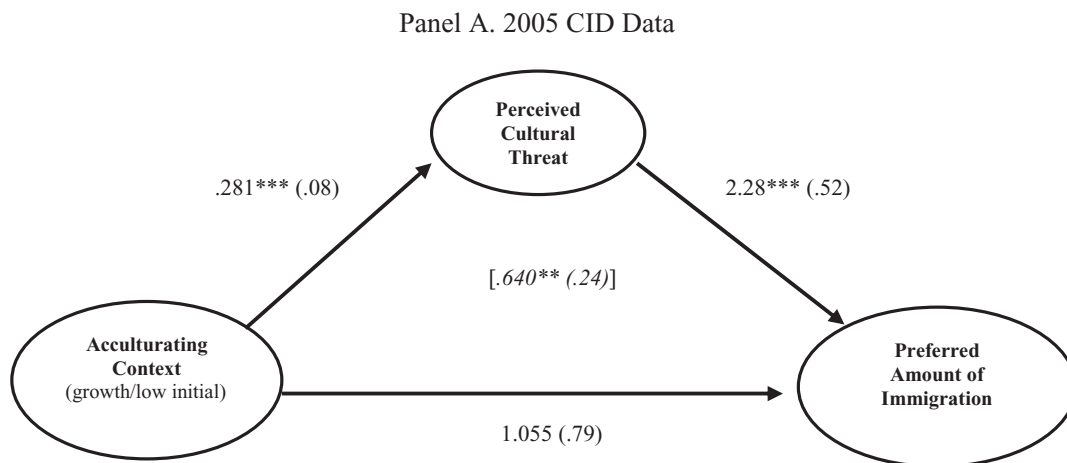 Panel A. 2005 CID Data
Perceived
Cultural
Threat
.281*** (.08)
2.28*** (.52)
[.640** (.24)]
Acculturating
Context
(growth/low initial)
Preferred
Amount of
Immigration
1.055 (.79)